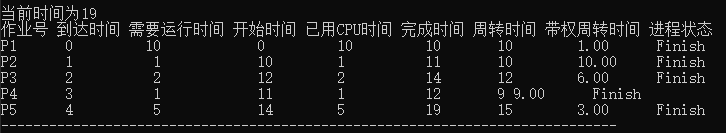 当前时间为19
作业号 到达时间 需要运行时间 开始时间 已用CPU时间 完成时间 周转时间 带权周转时间 进程状态
P1 0 10 0 10 10 10 1.00 Finish
P2 1 1 10 1 11 10 10.00 Finish
P3 2 2 12 2 14 12 6.00 Finish
P4 3 1 11 1 12 9 9.00 Finish
P5 4 5 14 5 19 15 3.00 Finish